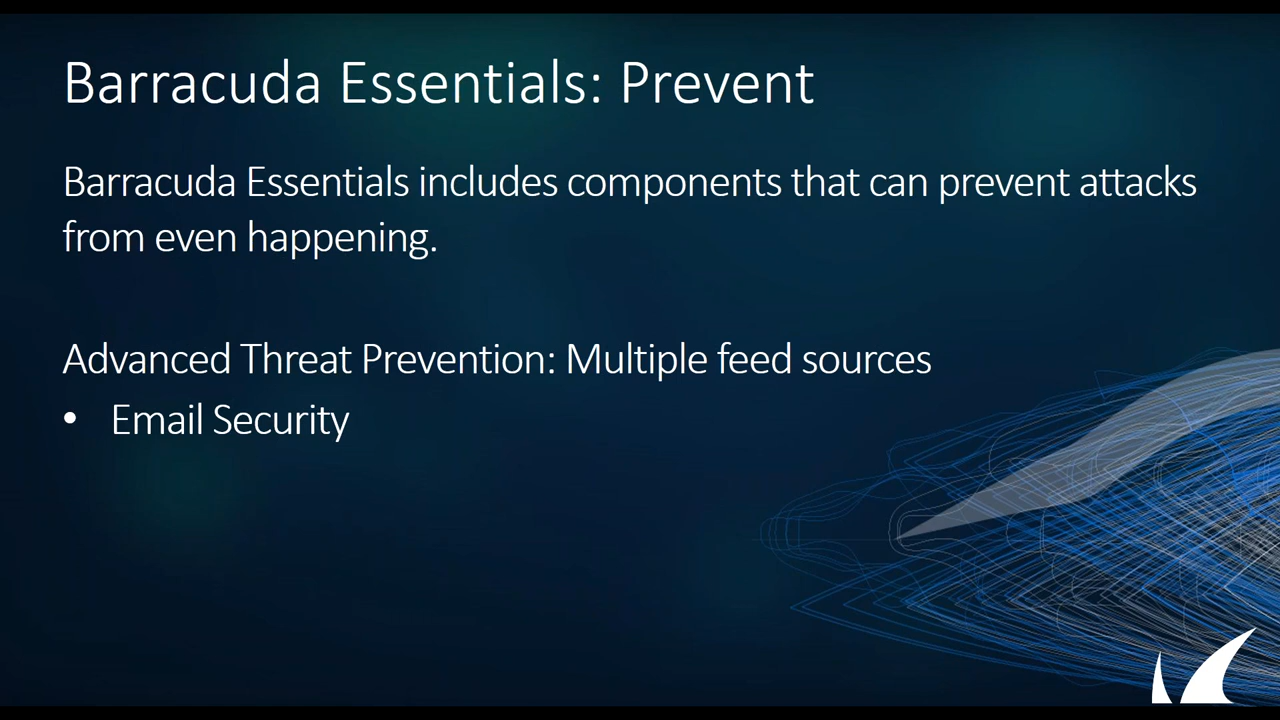 Barracuda Essentials: Prevent
Barracuda Essentials includes components that can prevent attacks
from even happening.
Advanced Threat Prevention: Multiple feed sources
• Email Security